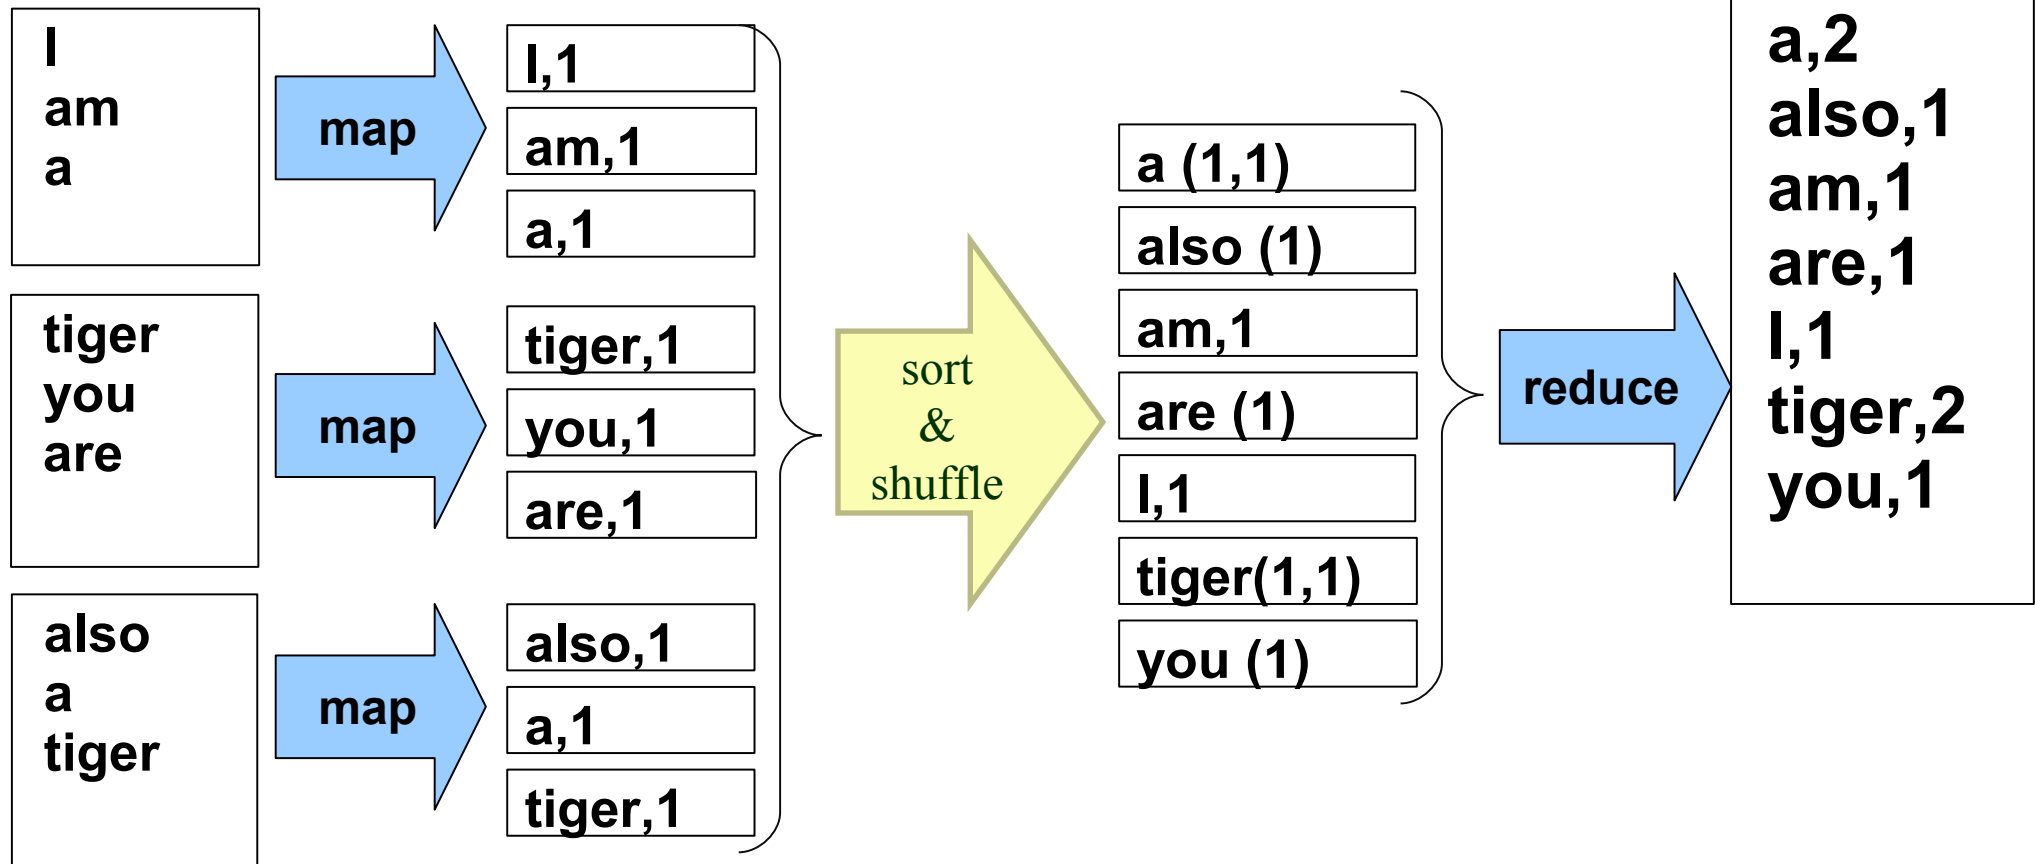 I
am
a
map
I,1
am,1
a,1
tiger
you
are
map
tiger,1
you,1
are,1
also
a
tiger
map
also,1
a,1
tiger,1
sort
&
shuffle
a (1,1)
also (1)
am,1
are (1)
I,1
tiger(1,1)
you (1)
reduce
a,2
also,1
am,1
are,1
I,1
tiger,2
you,1